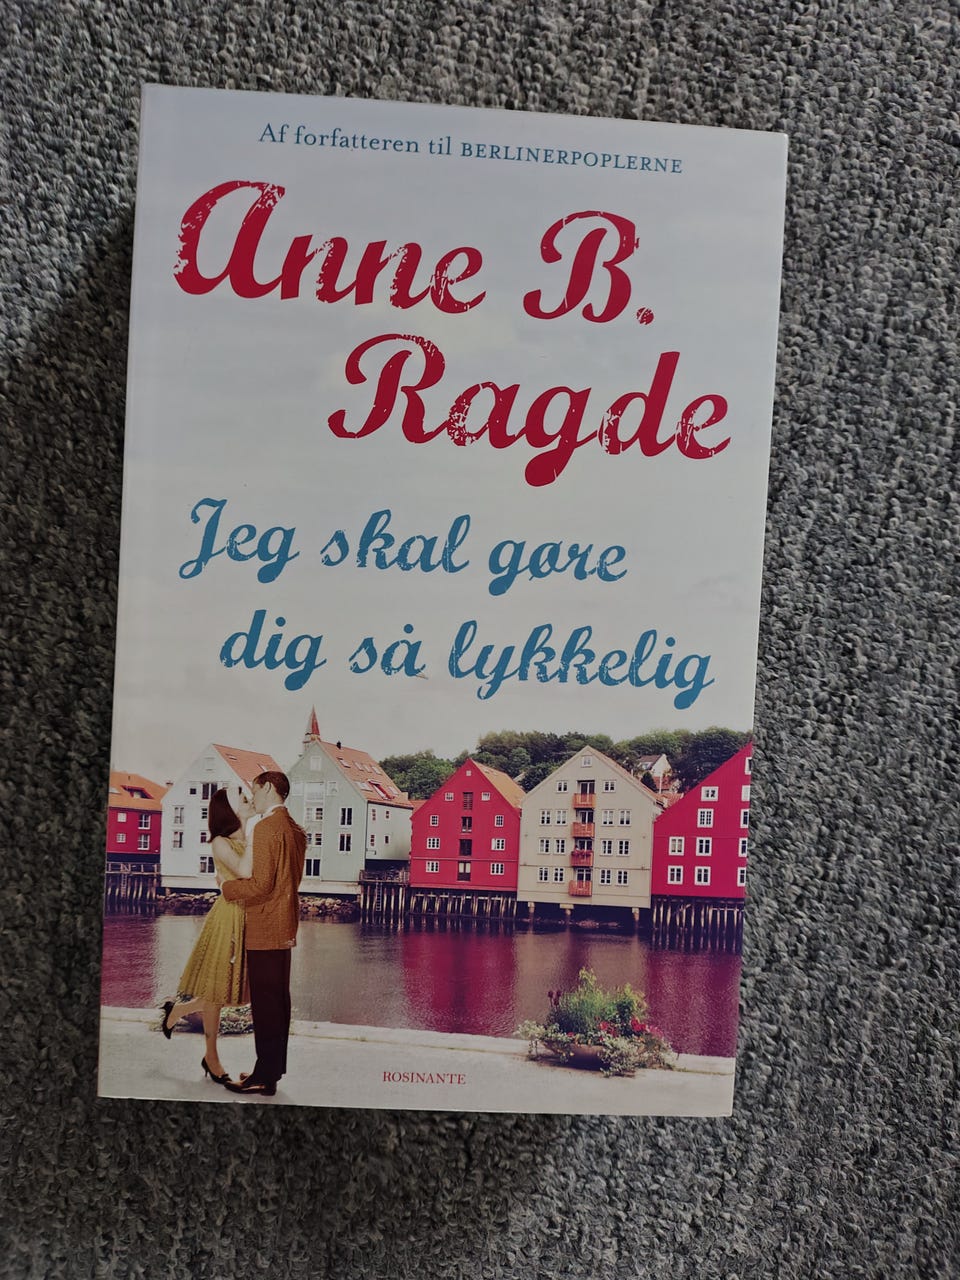 Af forfatteren til BERLINERPOPLERNE
Anne B.
Ragde
Jeg skal gøre
dig så lykkelig
ROSINANTE